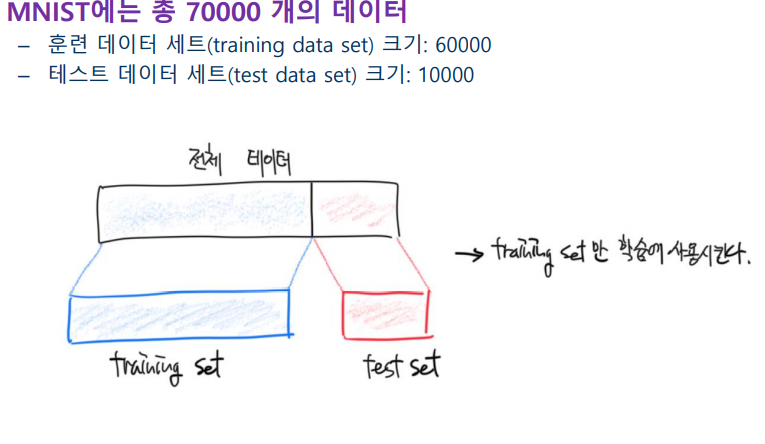 MNIST에는 총 70000 개의 데이터
– 훈련 데이터 세트(training data set) 크기: 60000
– 테스트 데이터 세트(test data set) 크기: 10000
전체 테이터
→ training set 만 학습에 사용시킨다.
training set
test set